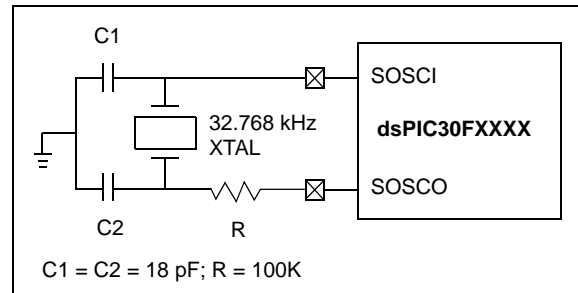 C1
SOSCI
32.768 kHz
XTAL
dsPIC30FXXXX
SOSCO
C2
R
C1 = C2 = 18 pF; R = 100K